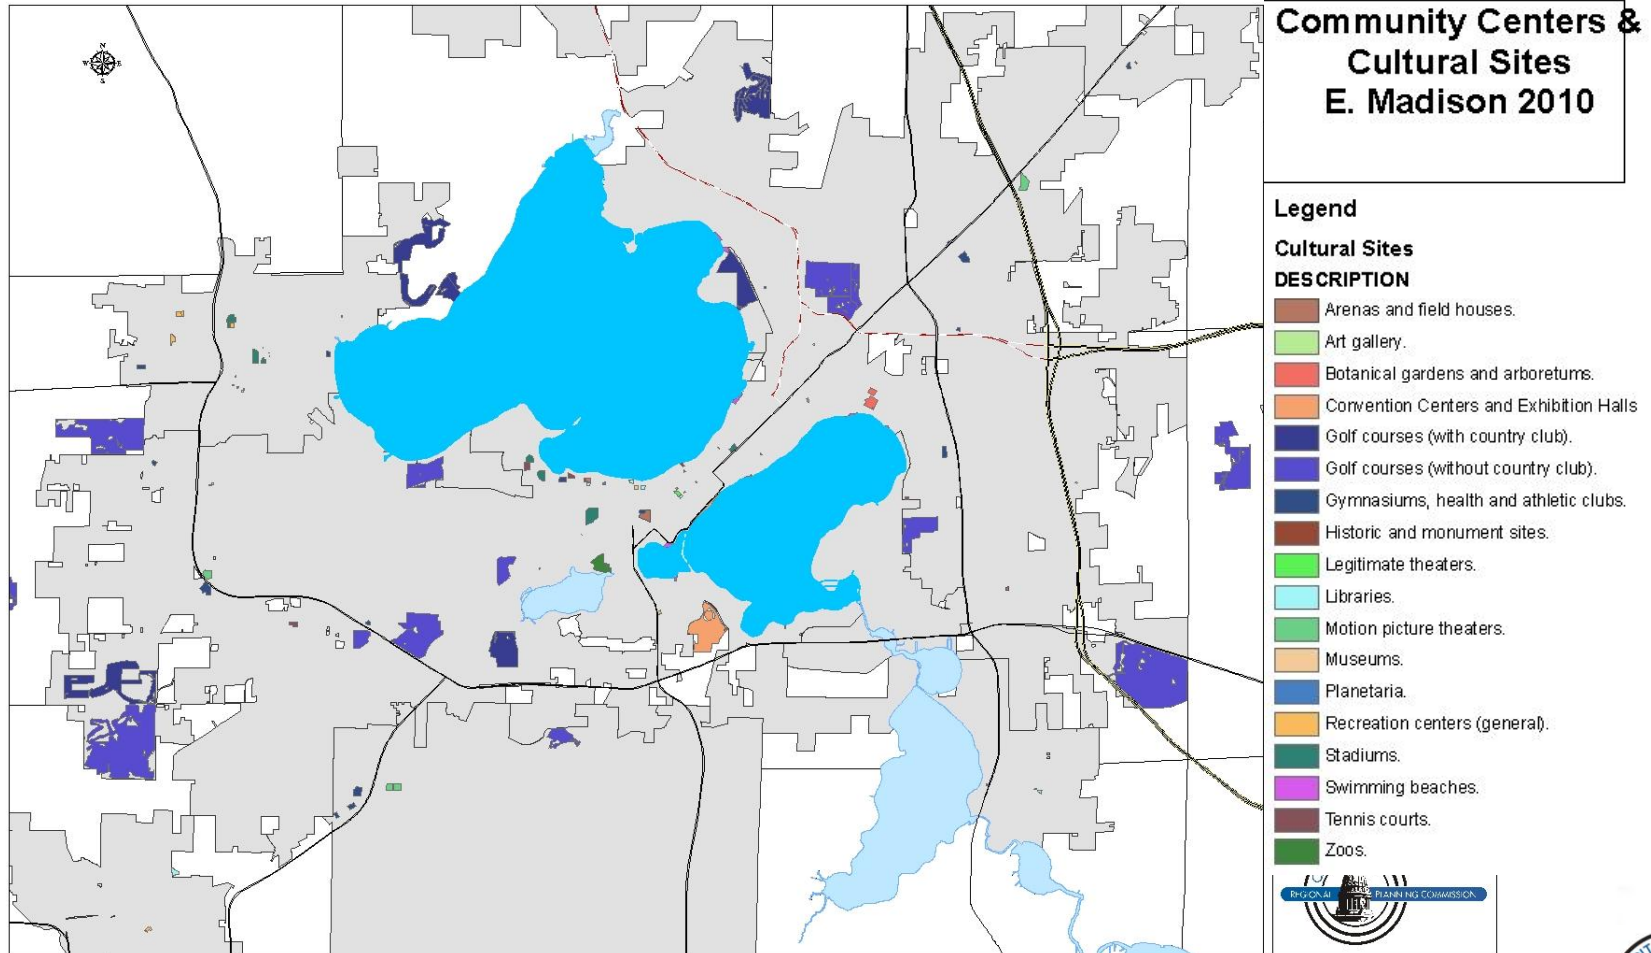 Community Centers &
Cultural Sites
E. Madison 2010
N
W E
S
Legend
Cultural Sites
DESCRIPTION
Arenas and field houses.
Art gallery.
Botanical gardens and arboretums.
Convention Centers and Exhibition Halls
Golf courses (with country club).
Golf courses (without country club).
Gymnasiums, health and athletic clubs.
Historic and monument sites.
Legitimate theaters.
Libraries.
Motion picture theaters.
Museums.
Planetaria.
Recreation centers (general).
Stadiums.
Swimming beaches.
Tennis courts.
Zoos.
REGIONAL PLANNING COMMISSION